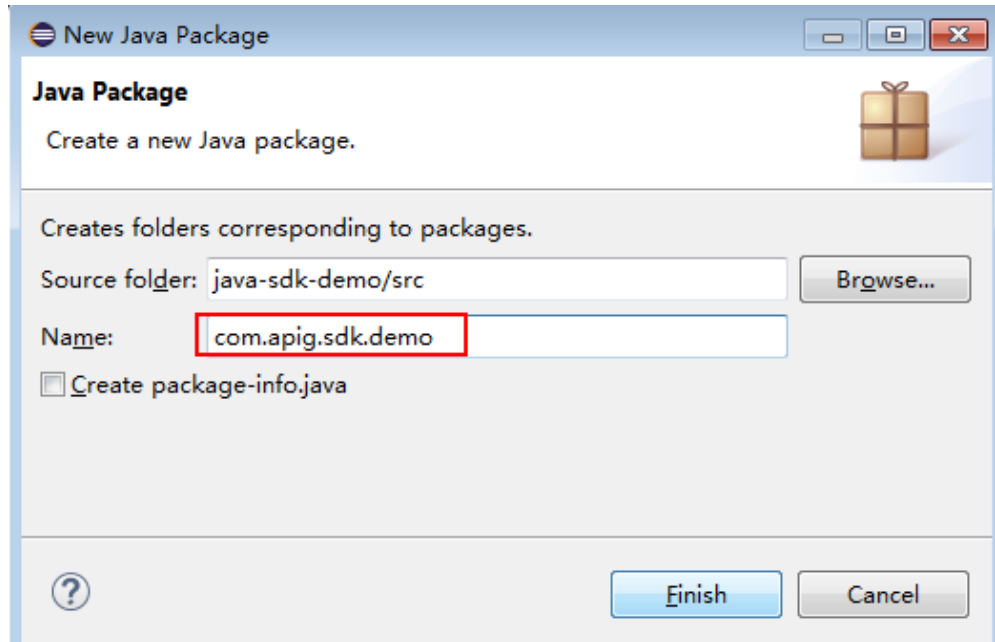 New Java Package
Java Package
Create a new Java package.
Creates folders corresponding to packages.
Source folder: java-sdk-demo/src Browse...
Name: com.apig.sdk.demo
Create package-info.java
? Finish Cancel